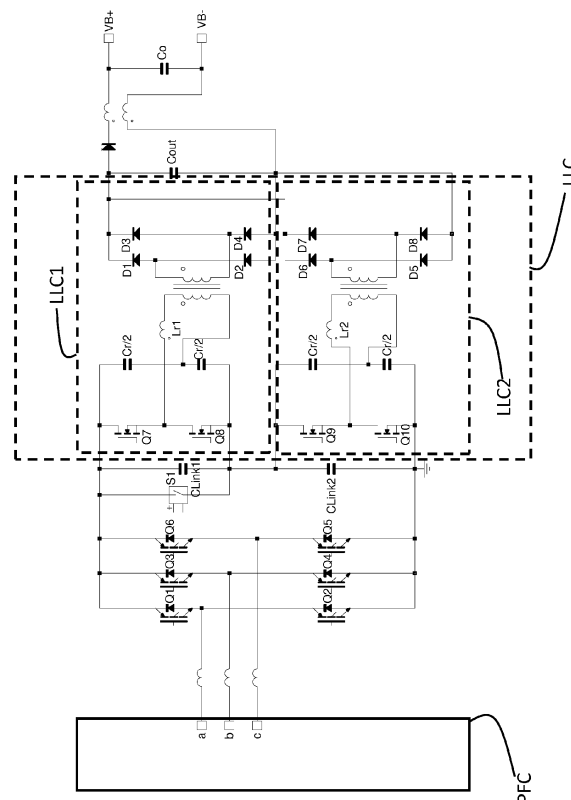 VB+
VB-
Co
Cout
LLC
LLC1
D3
D4
D7
D8
D1
D2
D6
D5
Lr1
Lr2
Cr/2
Cr/2
Cr/2
Cr/2
LLC2
Q7
Q8
Q9
Q10
S1
CLink1
CLink2
Q6
Q5
Q3
Q4
Q1
Q2
a
b
c
PFC